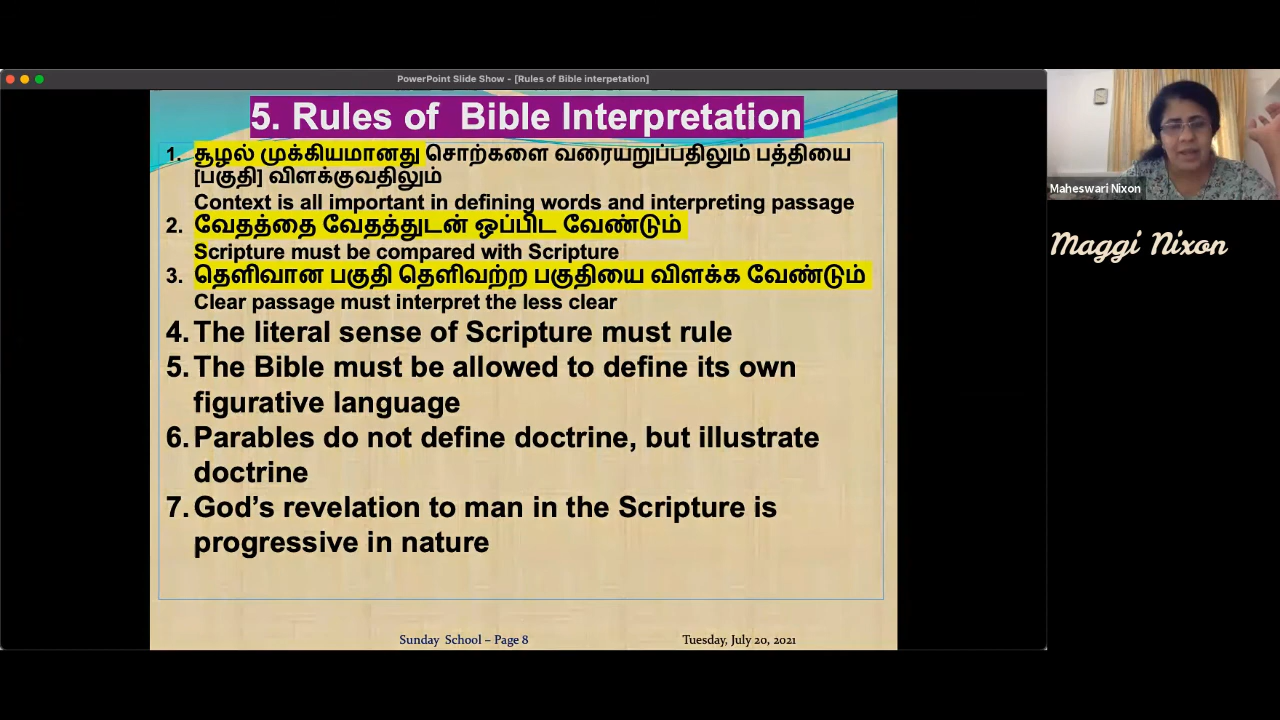 PowerPoint Slide Show - [Rules of Bible interpetation]
5. Rules of Bible Interpretation
1. சூழல் முக்கியமானது சொற்களை வரையறுப்பதிலும் பத்தியை
[பகுதி] விளக்குவதிலும்
Context is all important in defining words and interpreting passage
2. வேதத்தை வேதத்துடன் ஒப்பிட வேண்டும்
Scripture must be compared with Scripture
3. தெளிவான பகுதி தெளிவற்ற பகுதியை விளக்க வேண்டும்
Clear passage must interpret the less clear
4. The literal sense of Scripture must rule
5. The Bible must be allowed to define its own
figurative language
6. Parables do not define doctrine, but illustrate
doctrine
7. God's revelation to man in the Scripture is
progressive in nature
Sunday School – Page 8
Tuesday, July 20, 2021
Maheswari Nixon
Maggi Nixon